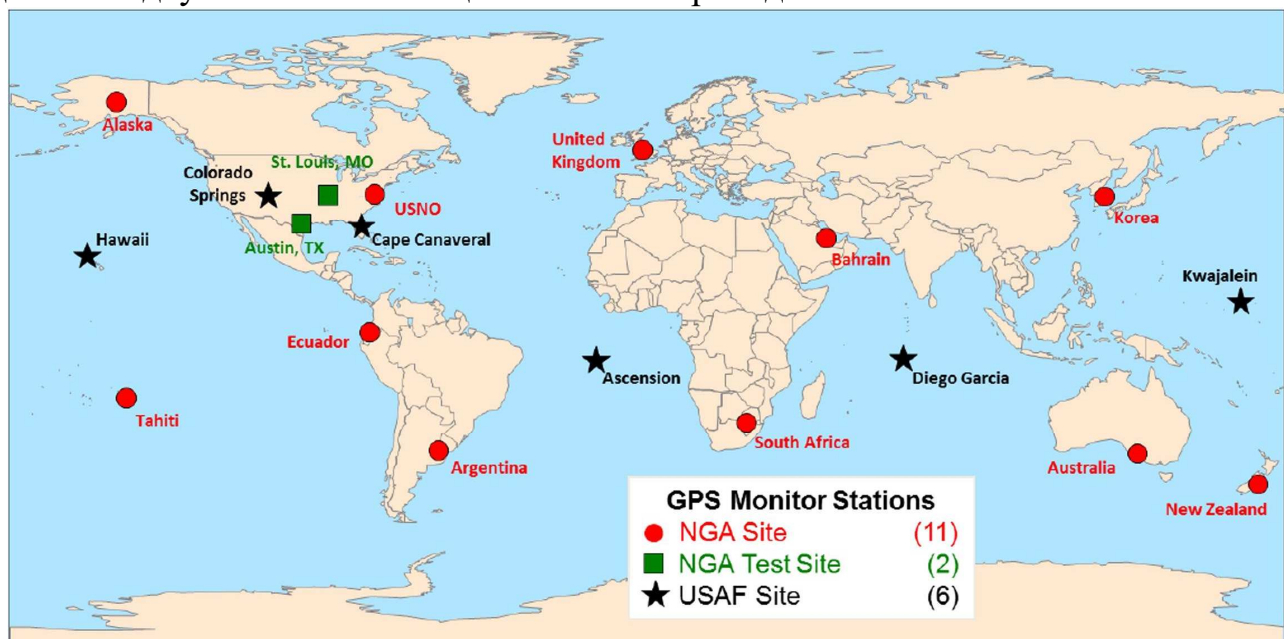 Alaska
United
Kingdom
St. Louis, MO
Colorado
Springs
USNO
Korea
Hawaii
Cape Canaveral
Austin, TX
Bahrain
Kwajalein
Ecuador
Ascension
Diego Garcia
Tahiti
South Africa
Argentina
Australia
New Zealand
GPS Monitor Stations
NGA Site (11)
NGA Test Site (2)
USAF Site (6)